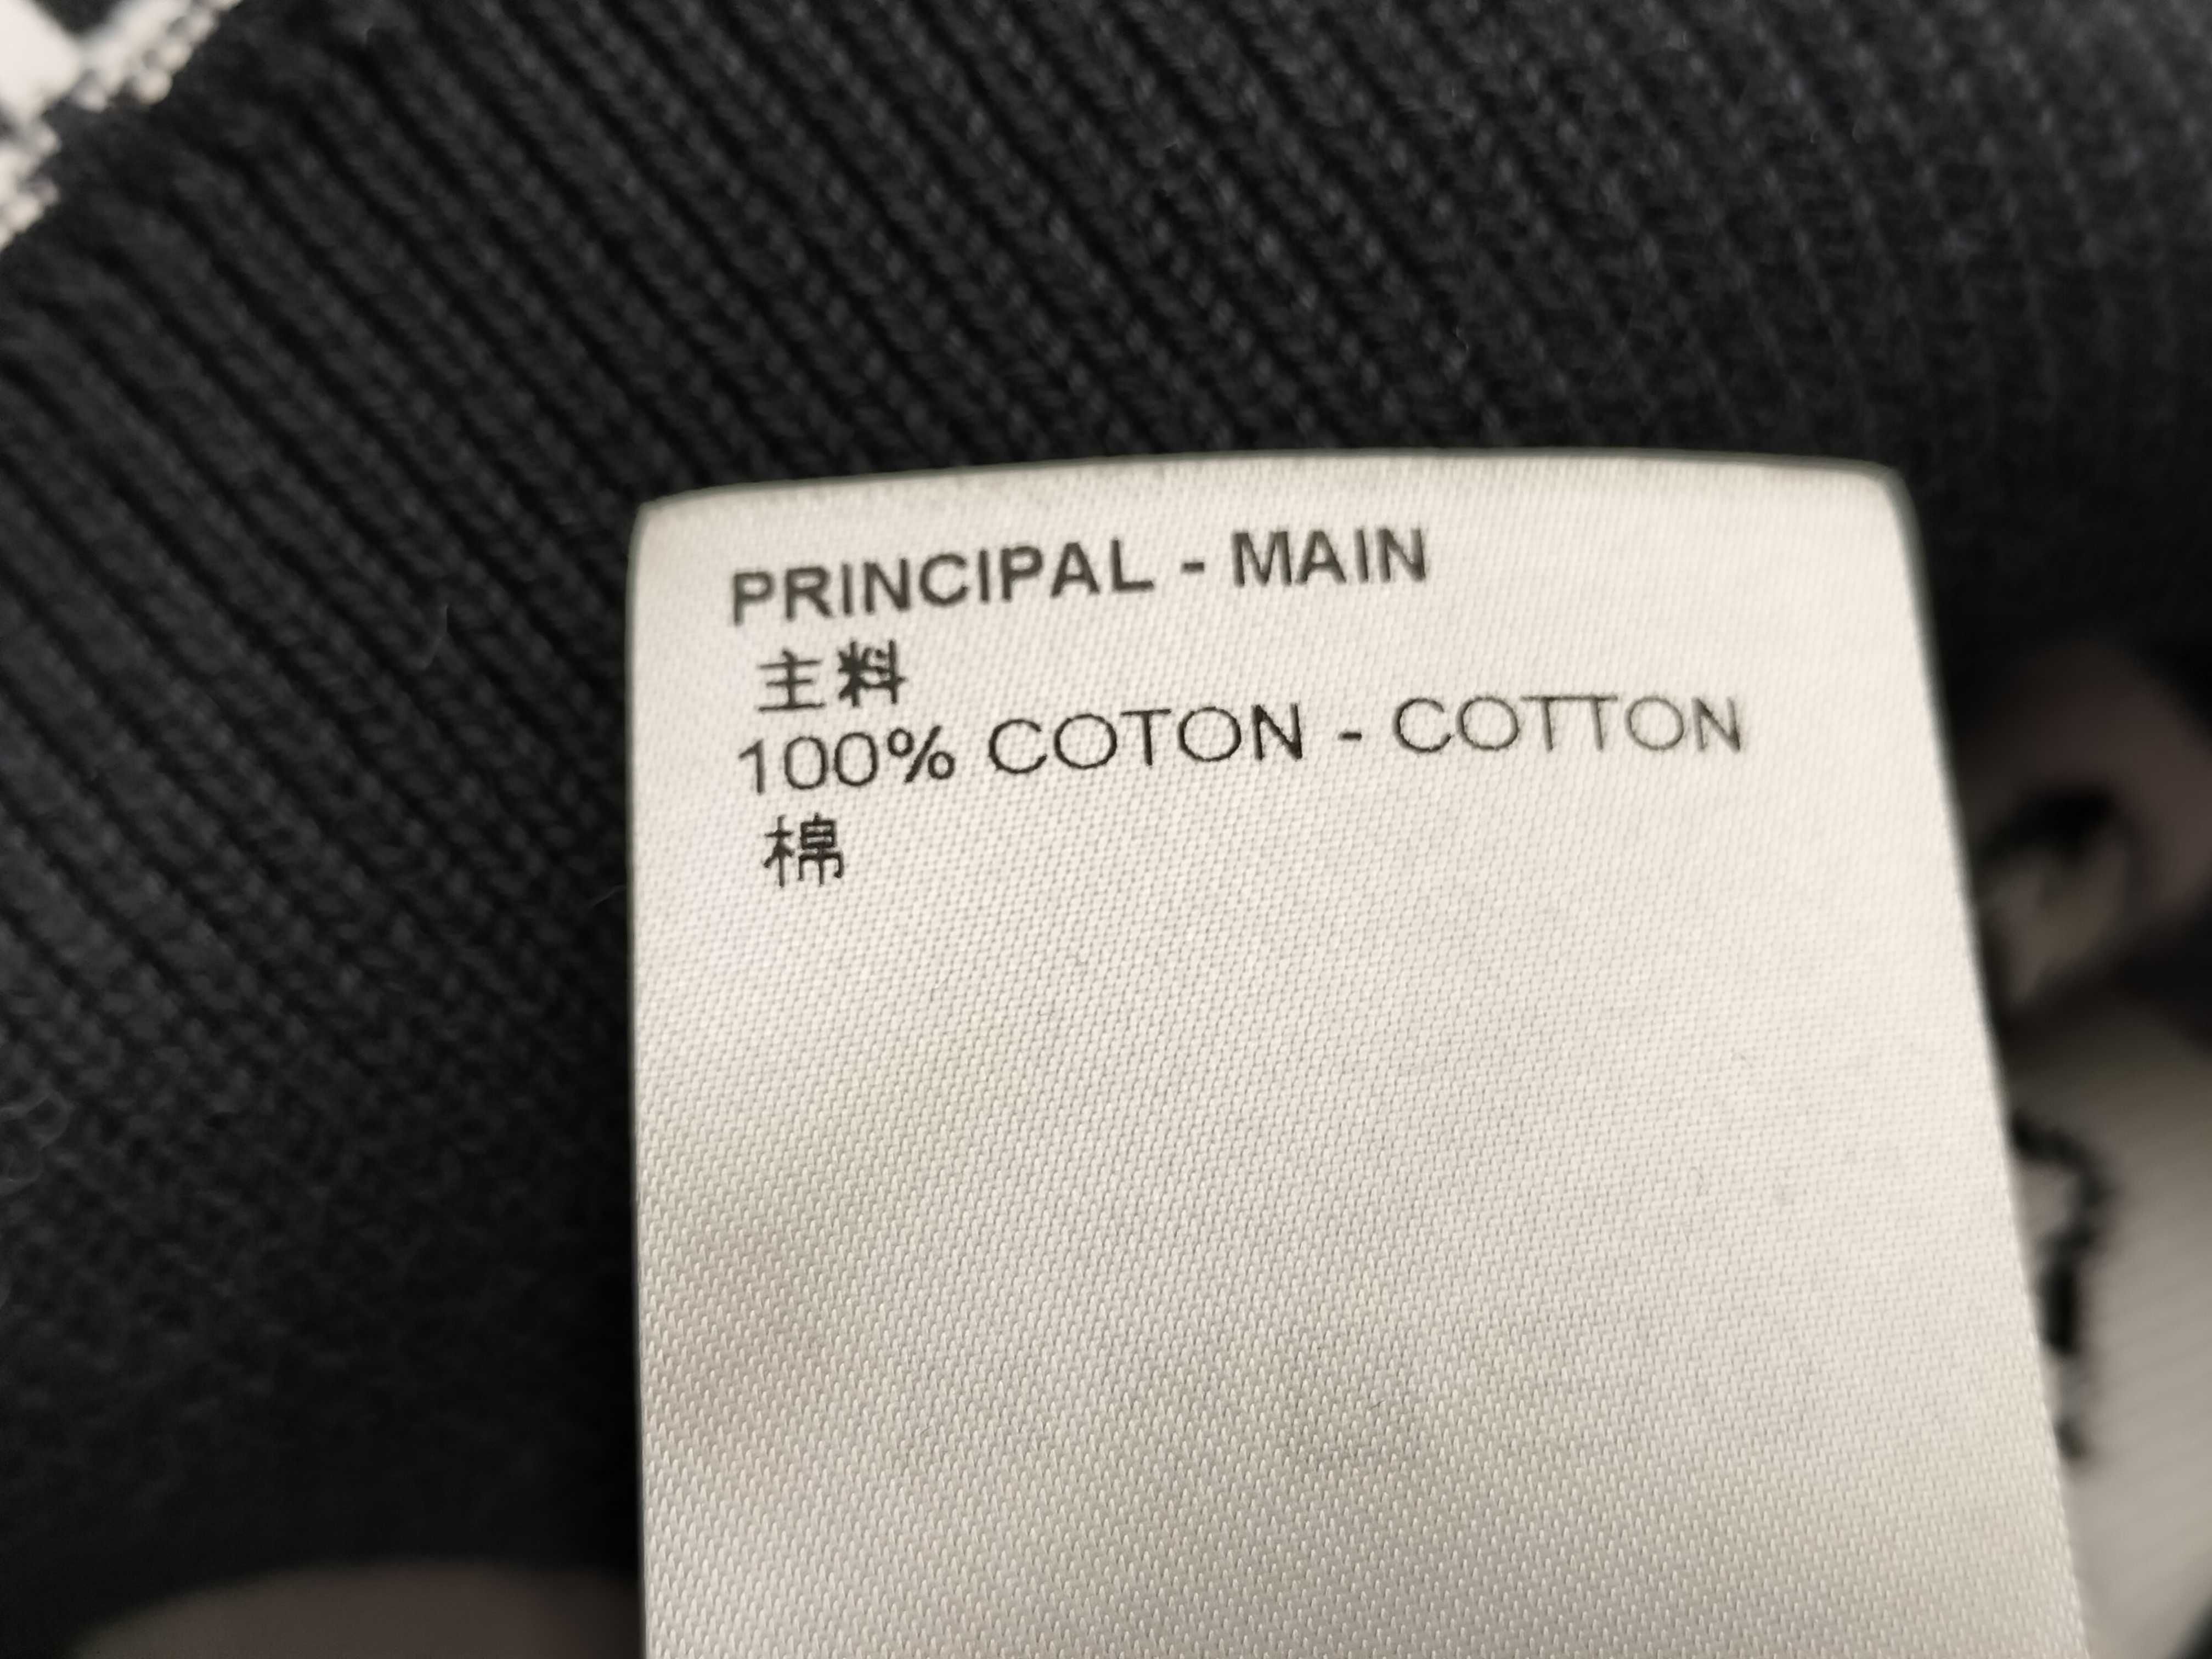 PRINCIPAL - MAIN
主料
100% COTON - COTTON
棉